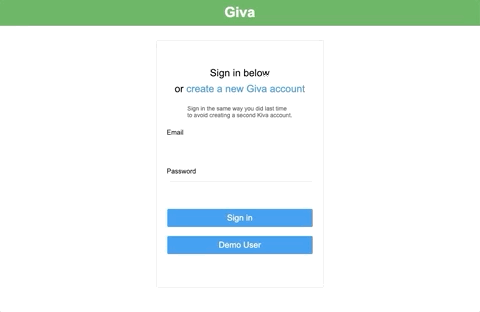 Giva
Sign in below
or create a new Giva account
Sign in the same way you did last time
to avoid creating a second Kiva account.
Email
Password
Sign in
Demo User